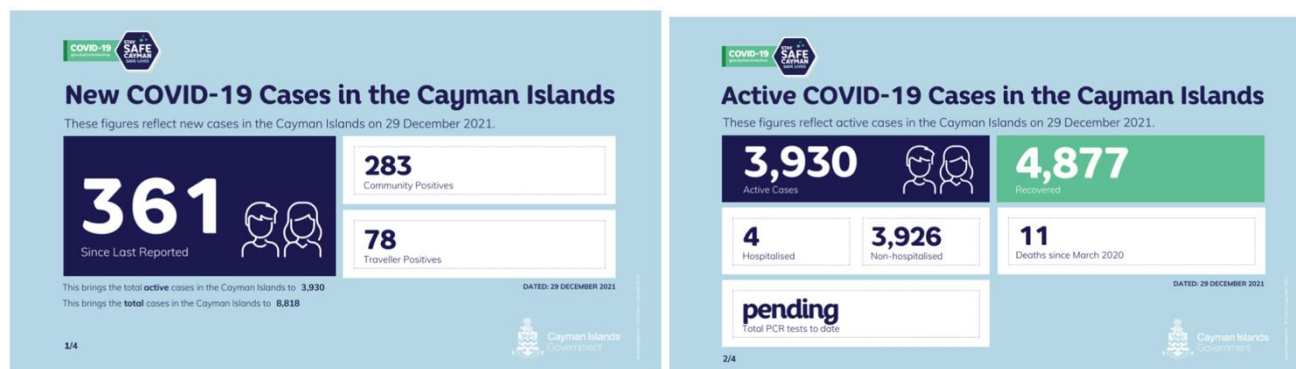 COVID-19
STAY
SAFE
CAYMAN
SAVE LIVES
New COVID-19 Cases in the Cayman Islands
These figures reflect new cases in the Cayman Islands on 29 December 2021.
361
Since Last Reported
283
Community Positives
78
Traveller Positives
This brings the total active cases in the Cayman Islands to 3,930
This brings the total cases in the Cayman Islands to 8,818
DATED: 29 DECEMBER 2021
1/4
Cayman Islands
Government
COVID-19
STAY
SAFE
CAYMAN
SAVE LIVES
Active COVID-19 Cases in the Cayman Islands
These figures reflect active cases in the Cayman Islands on 29 December 2021.
3,930
Active Cases
4,877
Recovered
4
Hospitalised
3,926
Non-hospitalised
11
Deaths since March 2020
DATED: 29 DECEMBER 2021
pending
Total PCR tests to date
2/4
Cayman Islands
Government